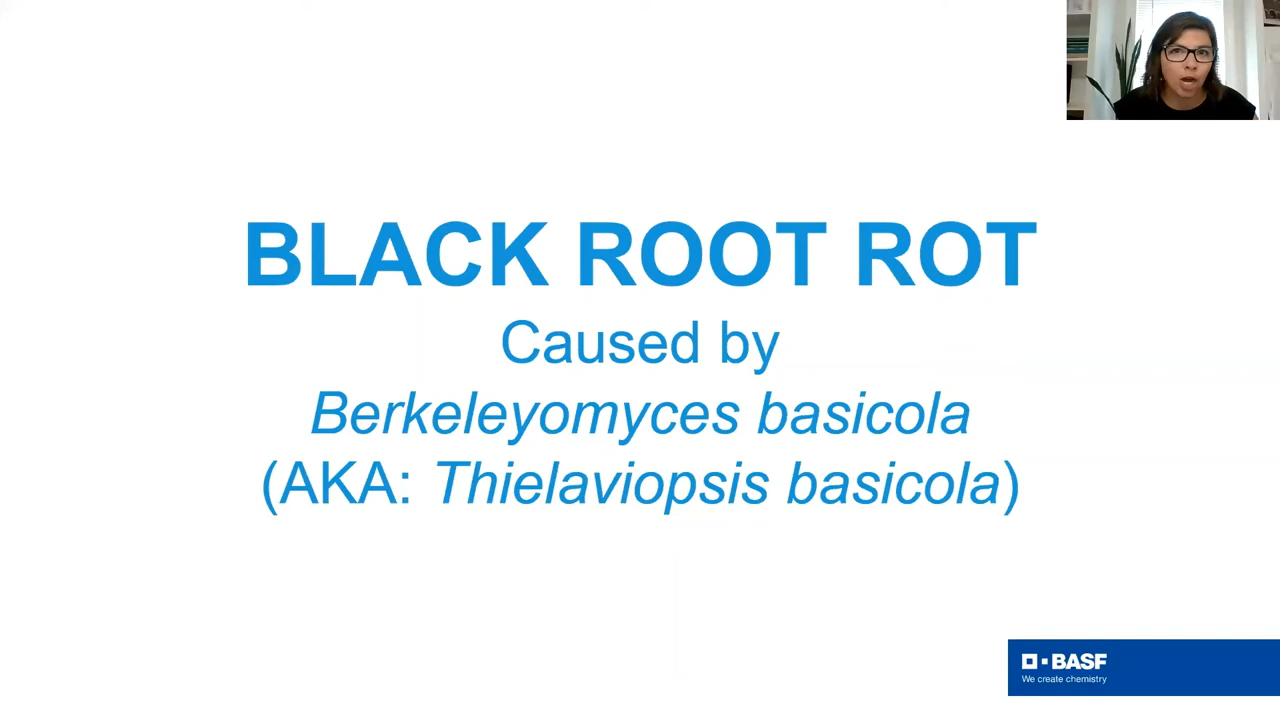 BLACK ROOT ROT
Caused by
Berkeleyomyces basicola
(AKA: Thielaviopsis basicola)
BASF
We create chemistry